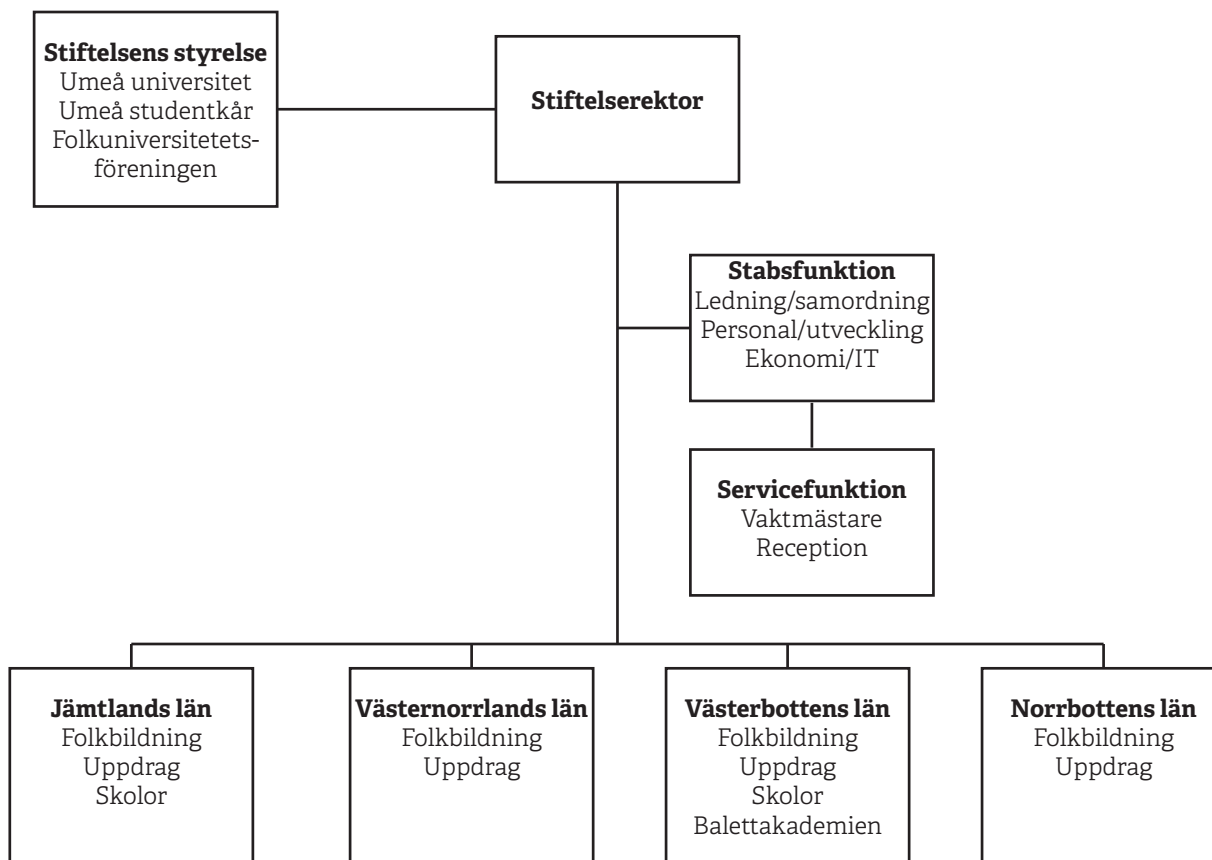 Stiftelsens styrelse
Umeå universitet
Umeå studentkår
Folkuniversitetets-
föreningen
Stiftelserektor
Stabsfunktion
Ledning/samordning
Personal/utveckling
Ekonomi/IT
Servicefunktion
Vaktmästare
Reception
Jämtlands län
Folkbildning
Uppdrag
Skolor
Västernorrlands län
Folkbildning
Uppdrag
Västerbottens län
Folkbildning
Uppdrag
Skolor
Balettakademien
Norrbottens län
Folkbildning
Uppdrag